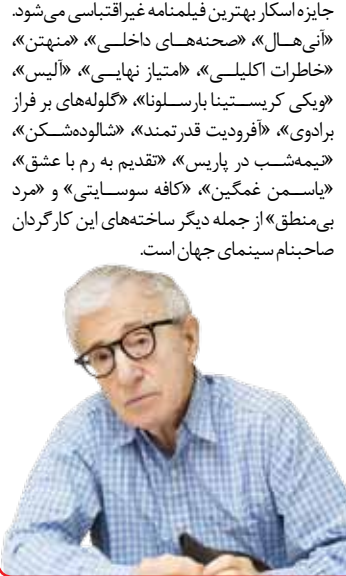 جایزه اسکار بهترین فیلمنامه غیراقتباسی می‌شود.
«آنی‌هال»، «صحنه‌های داخلی»، «منهتن»،
«خاطرات اکلیلی»، «امتیاز نهایی»، «آلیس»،
«ویکی کریستینا بارسلونا»، «گلوله‌های بر فراز
برادوی»، «آفرودیت قدرتمند»، «شالوده‌شکن»،
«نیمه‌شب در پاریس»، «تقدیم به رم با عشق»،
«یاسمن غمگین»، «کافه سوسایتی» و «مرد
بی‌منطق» از جمله دیگر ساخته‌های این کارگردان
صاحبنام سینمای جهان است.